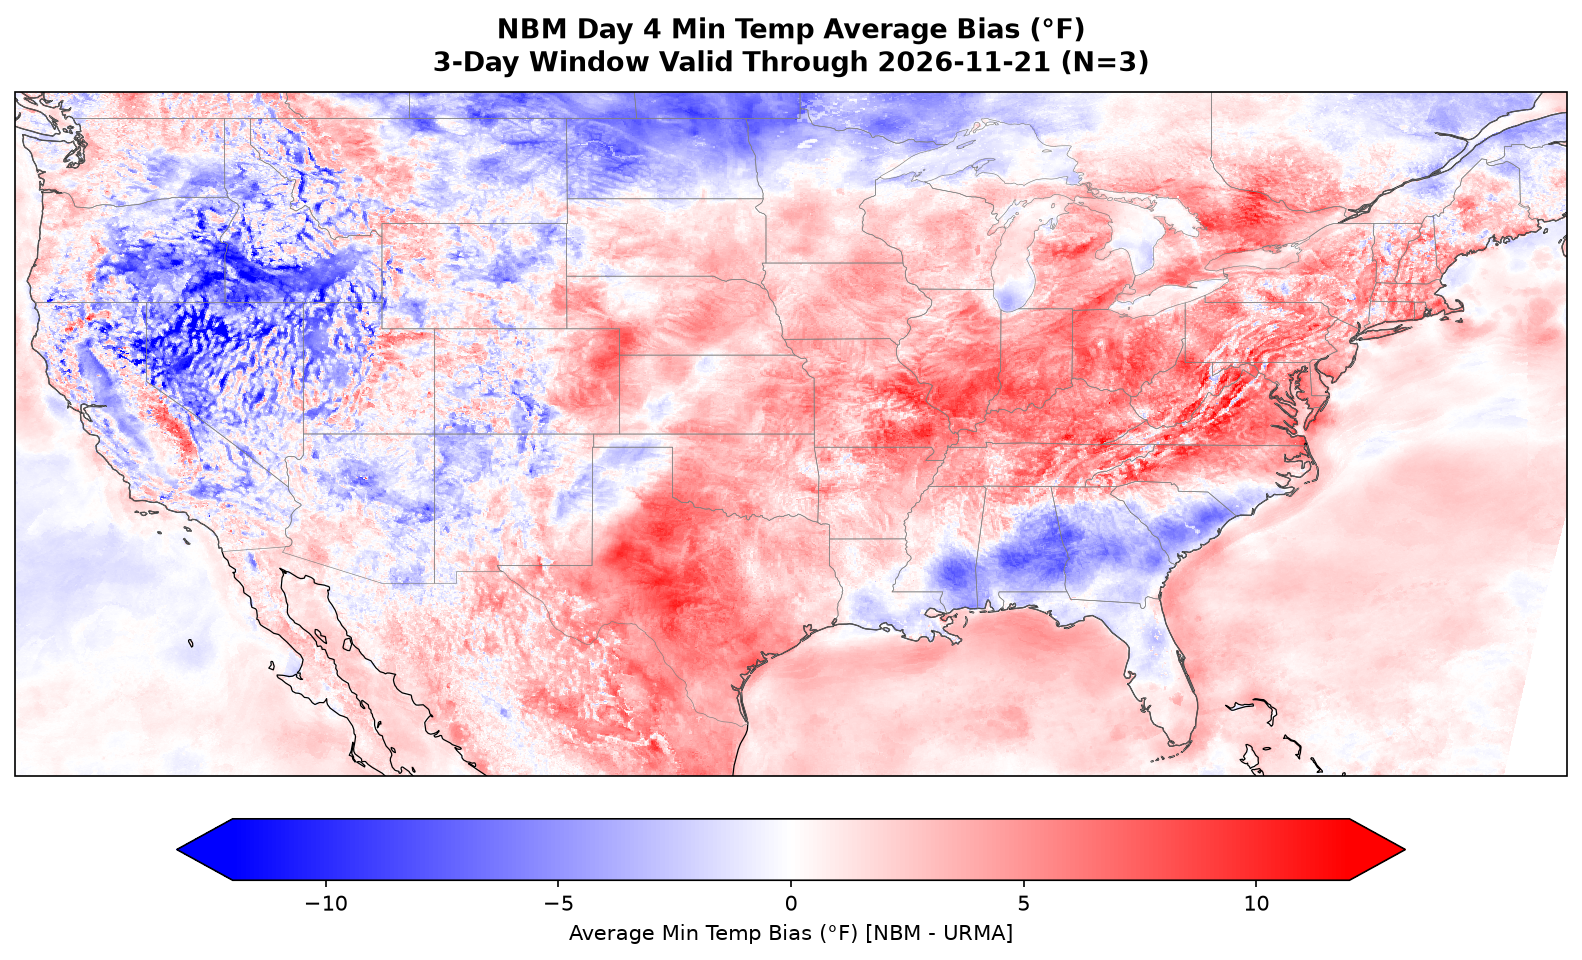 NBM Day 4 Min Temp Average Bias (°F)
3-Day Window Valid Through 2026-11-21 (N=3)
−10
−5
0
5
10
Average Min Temp Bias (°F) [NBM - URMA]